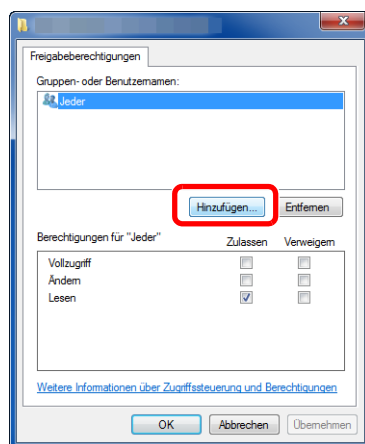 Freigabeberechtigungen
Gruppen- oder Benutzernamen:
Jeder
Hinzufügen... Entfernen
Berechtigungen für "Jeder" Zulassen Verweigern
Vollzugriff
Ändern
Lesen
Weitere Informationen über Zugriffssteuerung und Berechtigungen
OK Abbrechen Übernehmen